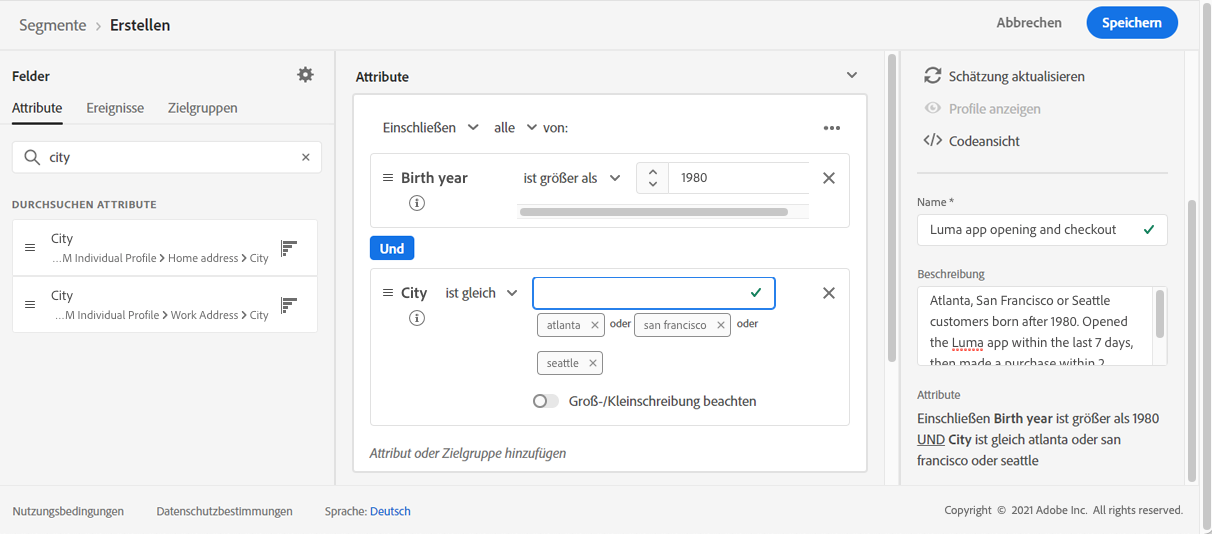 Segmente > Erstellen
Abbrechen
Speichern
Felder
Attribute
Ereignisse
Zielgruppen
city
DURCHSUCHEN ATTRIBUTE
City
...M Individual Profile > Home address > City
City
...M Individual Profile > Work Address > City
Attribute
Einschließen alle von:
Birth year ist größer als 1980
Und
City ist gleich
atlanta oder san francisco oder
seattle
Groß-/Kleinschreibung beachten
Attribut oder Zielgruppe hinzufügen
Schätzung aktualisieren
Profile anzeigen
</> Codeansicht
Name *
Luma app opening and checkout
Beschreibung
Atlanta, San Francisco or Seattle
customers born after 1980. Opened
the Luma app within the last 7 days,
then made a purchase within 2
Attribute
Einschließen Birth year ist größer als 1980
UND City ist gleich atlanta oder san
francisco oder seattle
Nutzungsbedingungen
Datenschutzbestimmungen
Sprache: Deutsch
Copyright © 2021 Adobe Inc. All rights reserved.